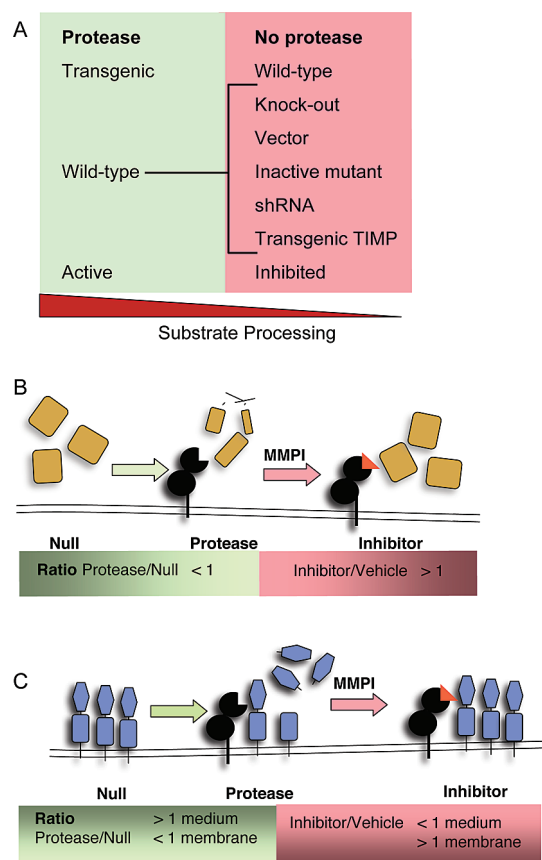 A
Protease No protease
Transgenic Wild-type
Knock-out
Vector
Wild-type Inactive mutant
shRNA
Transgenic TIMP
Active Inhibited
Substrate Processing
B
MMPI
Null Protease Inhibitor
Ratio Protease/Null < 1 Inhibitor/Vehicle > 1
C
MMPI
Null Protease Inhibitor
Ratio > 1 medium Inhibitor/Vehicle < 1 medium
Protease/Null < 1 membrane > 1 membrane